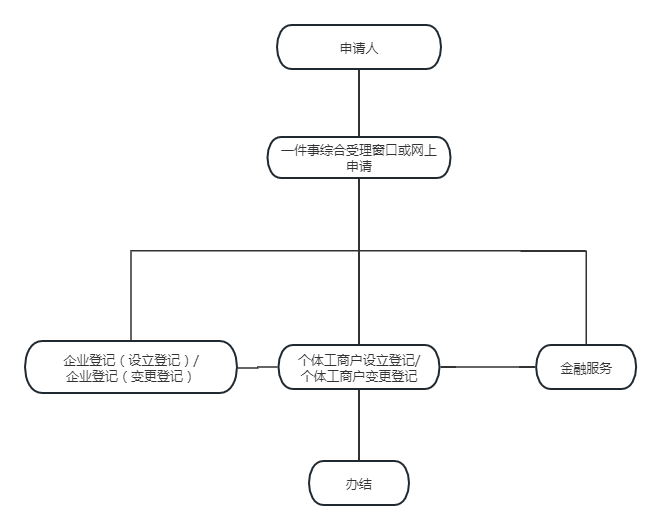 申请人
一件事综合受理窗口或网上
申请
企业登记（设立登记）/
企业登记（变更登记）
个体工商户设立登记/
个体工商户变更登记
金融服务
办结